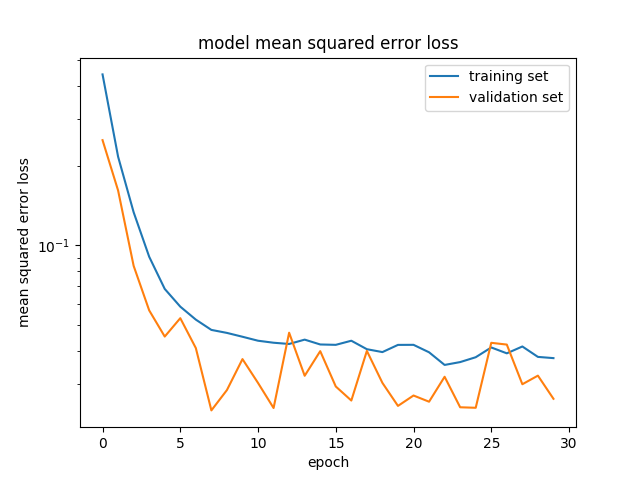 model mean squared error loss
training set
validation set
mean squared error loss
10⁻¹
0 5 10 15 20 25 30
epoch